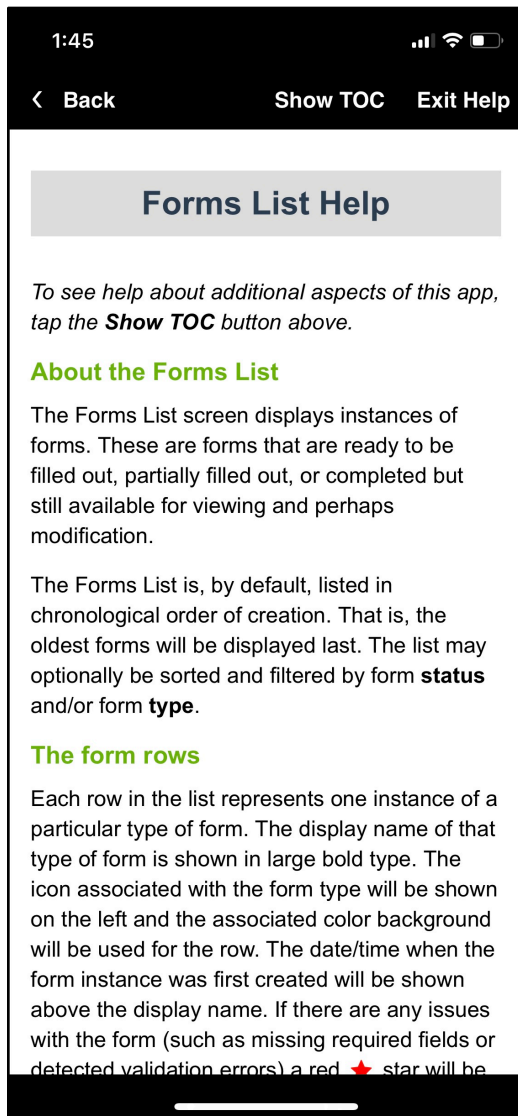 1:45
Back Show TOC Exit Help
Forms List Help
To see help about additional aspects of this app,
tap the Show TOC button above.
About the Forms List
The Forms List screen displays instances of
forms. These are forms that are ready to be
filled out, partially filled out, or completed but
still available for viewing and perhaps
modification.
The Forms List is, by default, listed in
chronological order of creation. That is, the
oldest forms will be displayed last. The list may
optionally be sorted and filtered by form status
and/or form type.
The form rows
Each row in the list represents one instance of a
particular type of form. The display name of that
type of form is shown in large bold type. The
icon associated with the form type will be shown
on the left and the associated color background
will be used for the row. The date/time when the
form instance was first created will be shown
above the display name. If there are any issues
with the form (such as missing required fields or
detected validation errors) a red ★ star will be